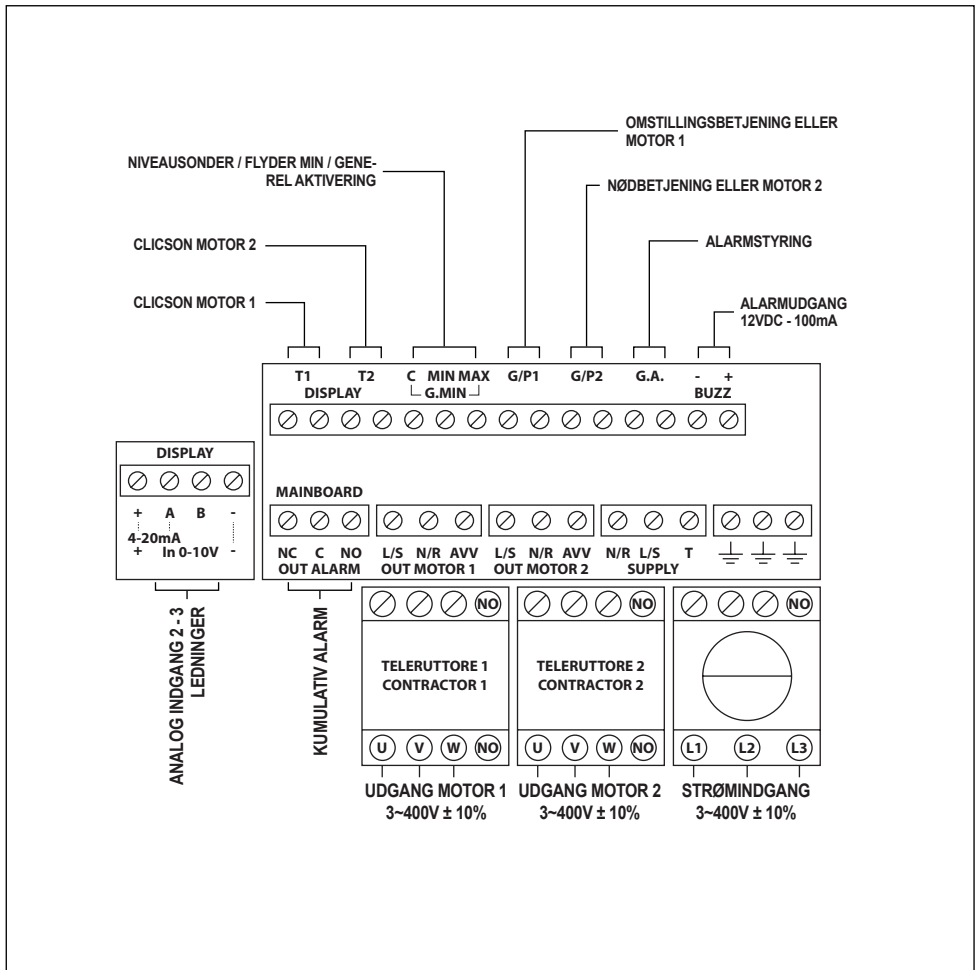 OMSTILLINGSBETJENING ELLER
MOTOR 1
NIVEAUSONDER / FLYDER MIN / GENE-
REL AKTIVERING
NØDBETJENING ELLER MOTOR 2
CLICSON MOTOR 2
ALARMSTYRING
CLICSON MOTOR 1
ALARMUDGANG
12VDC - 100mA
T1 T2 C MIN MAX G/P1 G/P2 G.A. - +
DISPLAY G.MIN BUZZ
DISPLAY
MAINBOARD
+ A B -
4-20mA
+ In 0-10V -
NC C NO L/S N/R AVV L/S N/R AVV N/R L/S T
OUT ALARM OUT MOTOR 1 OUT MOTOR 2 SUPPLY
ANALOG INDGANG 2 - 3
LEDNINGER
KUMULATIV ALARM
NO NO NO
TELERUTTORE 1
CONTRACTOR 1
TELERUTTORE 2
CONTRACTOR 2
U V W NO U V W NO L1 L2 L3
UDGANG MOTOR 1
3~400V ± 10%
UDGANG MOTOR 2
3~400V ± 10%
STRØMINDGANG
3~400V ± 10%